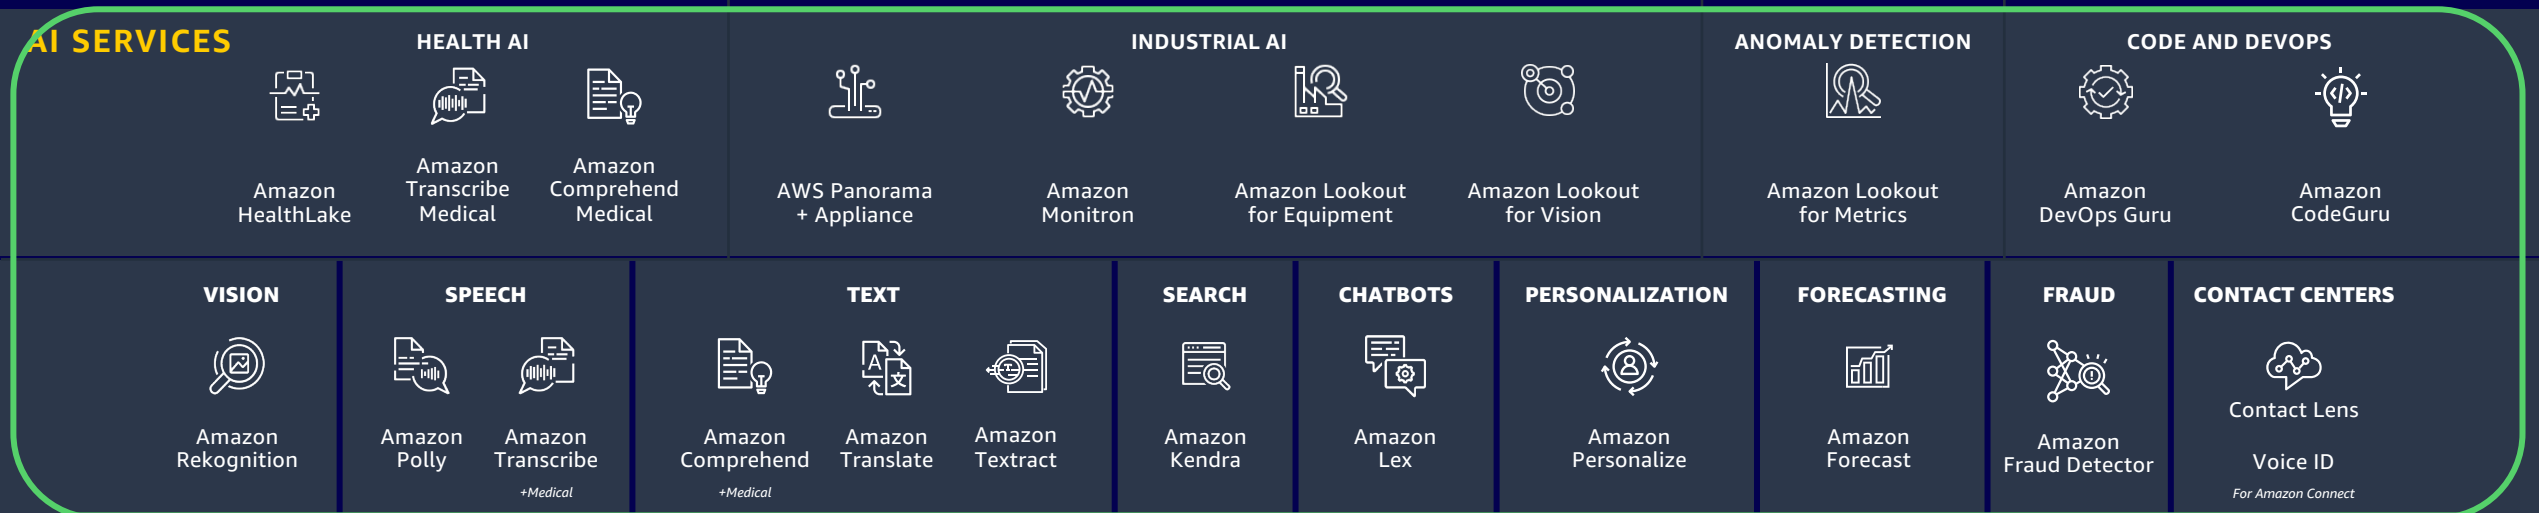 AI SERVICES
HEALTH AI
Amazon
HealthLake
Amazon
Transcribe
Medical
Amazon
Comprehend
Medical
INDUSTRIAL AI
AWS Panorama
+ Appliance
Amazon
Monitron
Amazon Lookout
for Equipment
Amazon Lookout
for Vision
ANOMALY DETECTION
Amazon Lookout
for Metrics
CODE AND DEVOPS
Amazon
DevOps Guru
Amazon
CodeGuru
VISION
Amazon
Rekognition
SPEECH
Amazon
Polly
Amazon
Transcribe
+Medical
TEXT
Amazon
Comprehend
+Medical
A
文
Amazon
Translate
Amazon
Textract
SEARCH
Amazon
Kendra
CHATBOTS
Amazon
Lex
PERSONALIZATION
Amazon
Personalize
FORECASTING
Amazon
Forecast
FRAUD
Amazon
Fraud Detector
CONTACT CENTERS
Contact Lens
Voice ID
For Amazon Connect